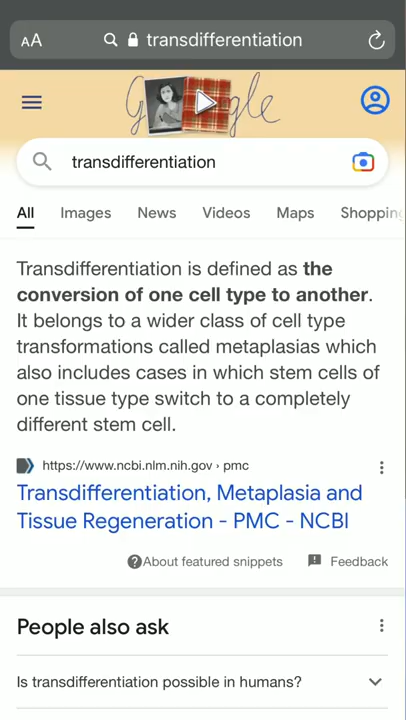 AA transdifferentiation
Google
transdifferentiation
All Images News Videos Maps Shopping
Transdifferentiation is defined as the
conversion of one cell type to another.
It belongs to a wider class of cell type
transformations called metaplasias which
also includes cases in which stem cells of
one tissue type switch to a completely
different stem cell.
https://www.ncbi.nlm.nih.gov › pmc
Transdifferentiation, Metaplasia and
Tissue Regeneration - PMC - NCBI
About featured snippets Feedback
People also ask
Is transdifferentiation possible in humans?